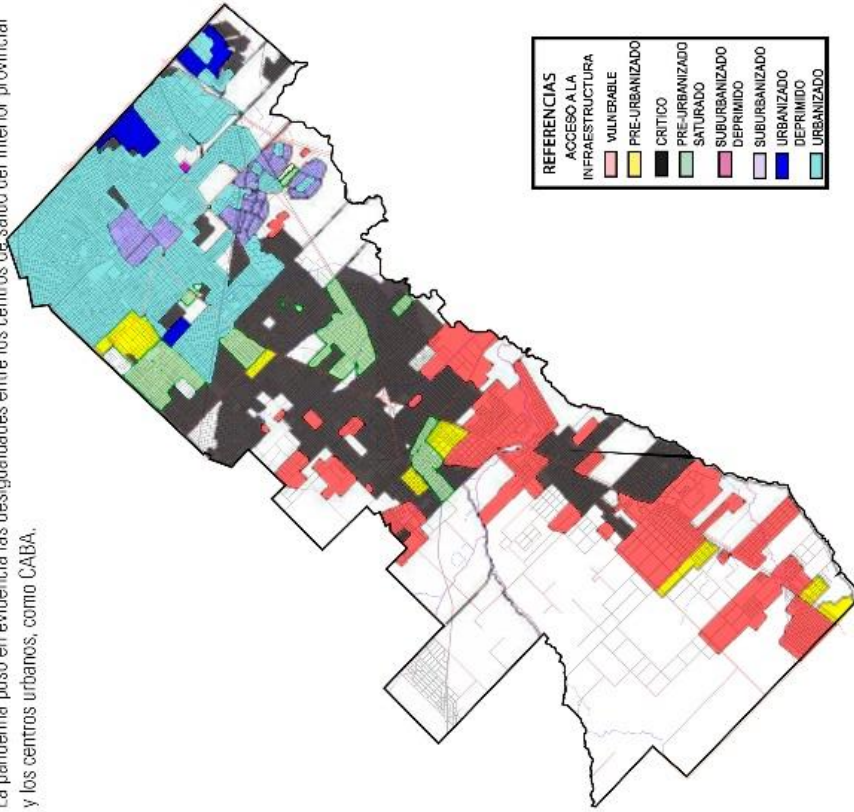 La pandemia puso en evidencia las desigualdades entre los centros de salud del interior provincial
y los centros urbanos, como CABA.
REFERENCIAS
ACCESO A LA
INFRAESTRUCTURA
VULNERABLE
PRE-URBANIZADO
CRITICO
PRE-URBANIZADO
SATURADO
SUBURBANIZADO
DEPRIMIDO
SUBURBANIZADO
URBANIZADO
DEPRIMIDO
URBANIZADO